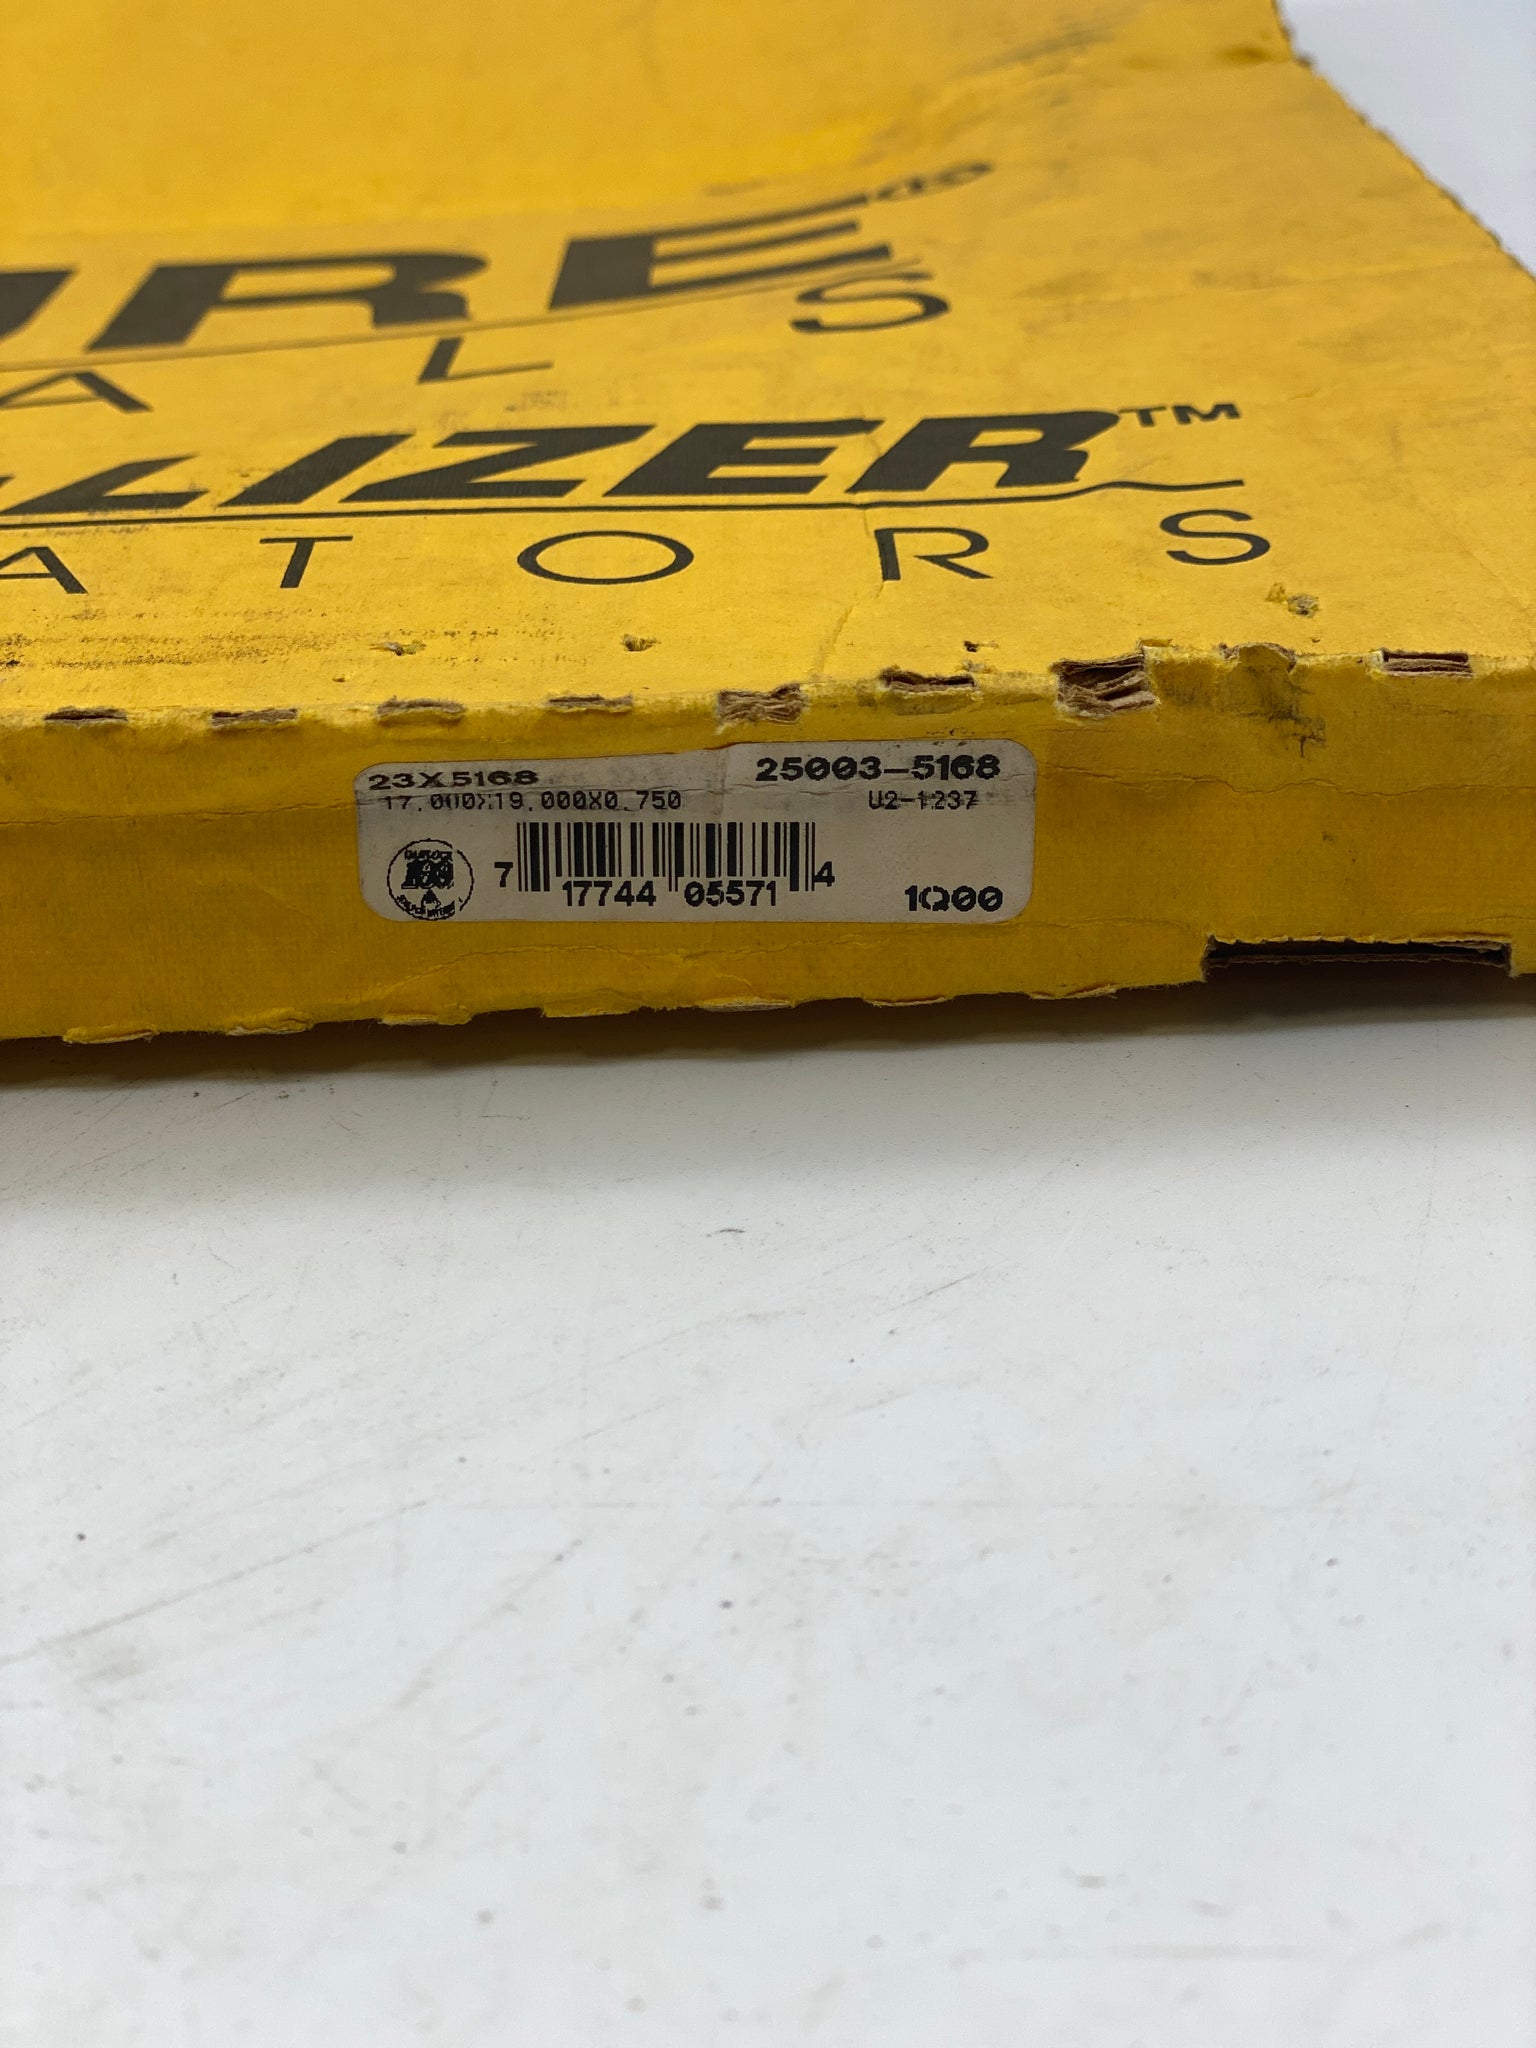 URE®
A L S
LIZER™
A T O R S
23X5168 25003-5168
17.000X19.000X0.750 U2-1237
7 17744 05571 4
1Q00